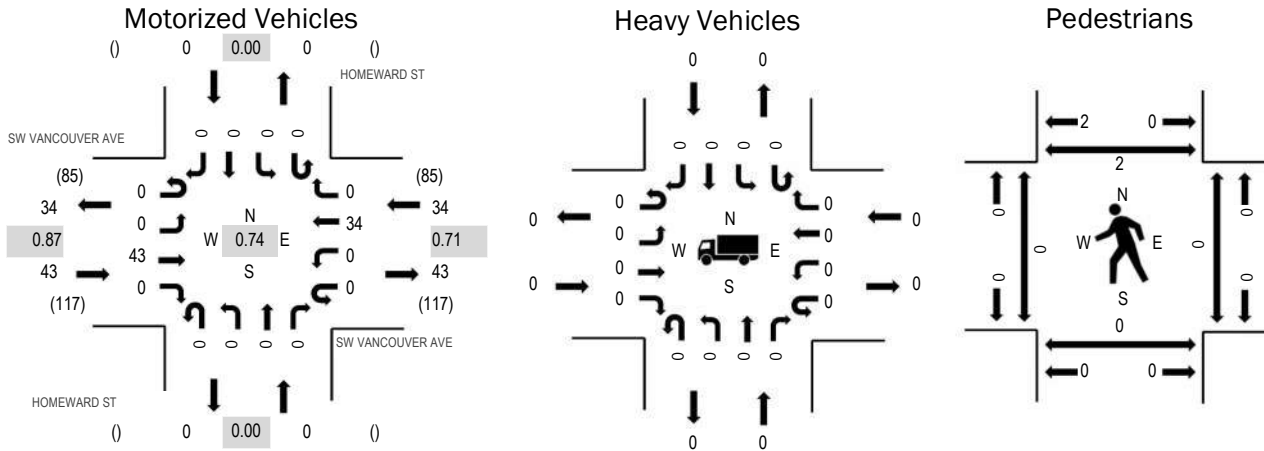 Motorized Vehicles
() 0 0.00 0 ()
HOMEWARD ST
SW VANCOUVER AVE
0 0 0 0
(85) 0 0 (85)
34 0 34 34
0.87 W N 0.74 E S 0.71
43 43 0 43
(117) 0 0 (117)
0 0 0 0
SW VANCOUVER AVE
HOMEWARD ST
() 0 0.00 0 ()
Heavy Vehicles
0 0
0 0 0 0
0 0
0 0 0 0
N
W E
S
0 0 0 0
0 0
0 0 0 0
0 0
Pedestrians
2 0
2
N
0 0
W E
0 0
0 0
S
0
0 0